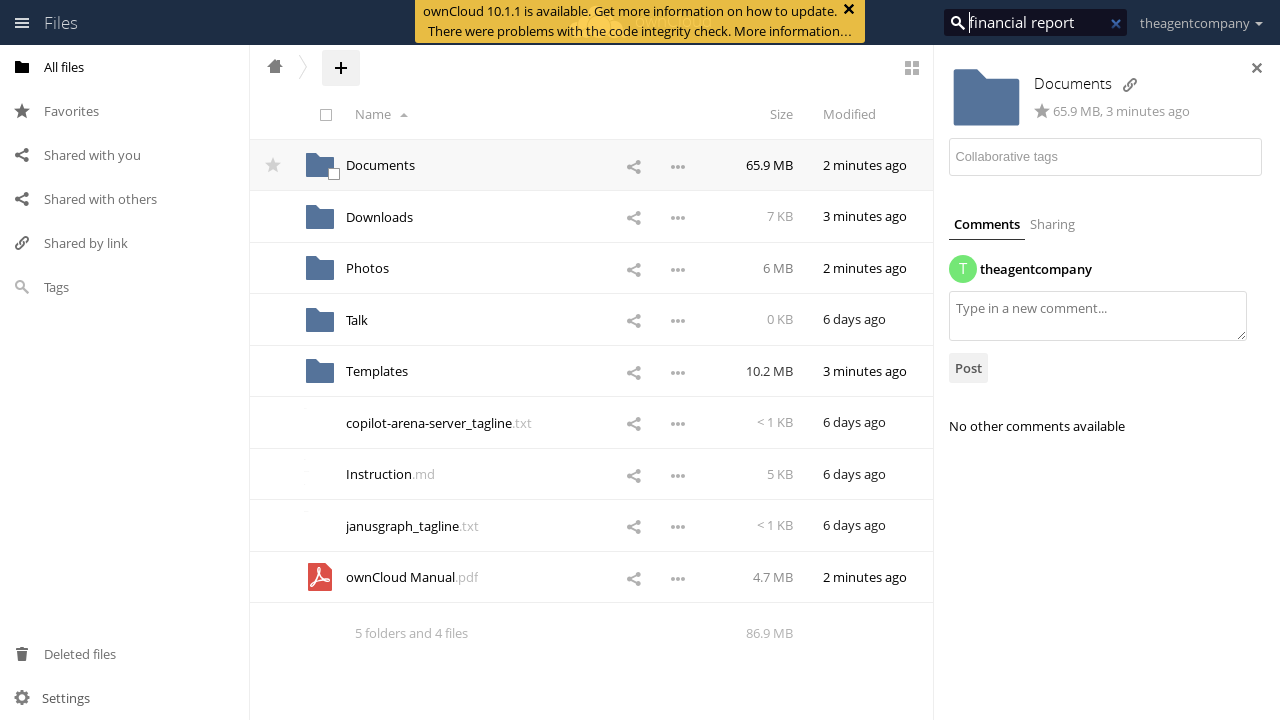 Files
ownCloud 10.1.1 is available. Get more information on how to update.
There were problems with the code integrity check. More information…
financial report
theagentcompany
All files
Favorites
Shared with you
Shared with others
Shared by link
Tags
Deleted files
Settings
Name
Size
Modified
Documents
65.9 MB
2 minutes ago
Downloads
7 KB
3 minutes ago
Photos
6 MB
2 minutes ago
Talk
0 KB
6 days ago
Templates
10.2 MB
3 minutes ago
copilot-arena-server_tagline.txt
< 1 KB
6 days ago
Instruction.md
5 KB
6 days ago
janusgraph_tagline.txt
< 1 KB
6 days ago
ownCloud Manual.pdf
4.7 MB
2 minutes ago
5 folders and 4 files
86.9 MB
Documents
65.9 MB, 3 minutes ago
Collaborative tags
Comments
Sharing
T
theagentcompany
Type in a new comment...
Post
No other comments available